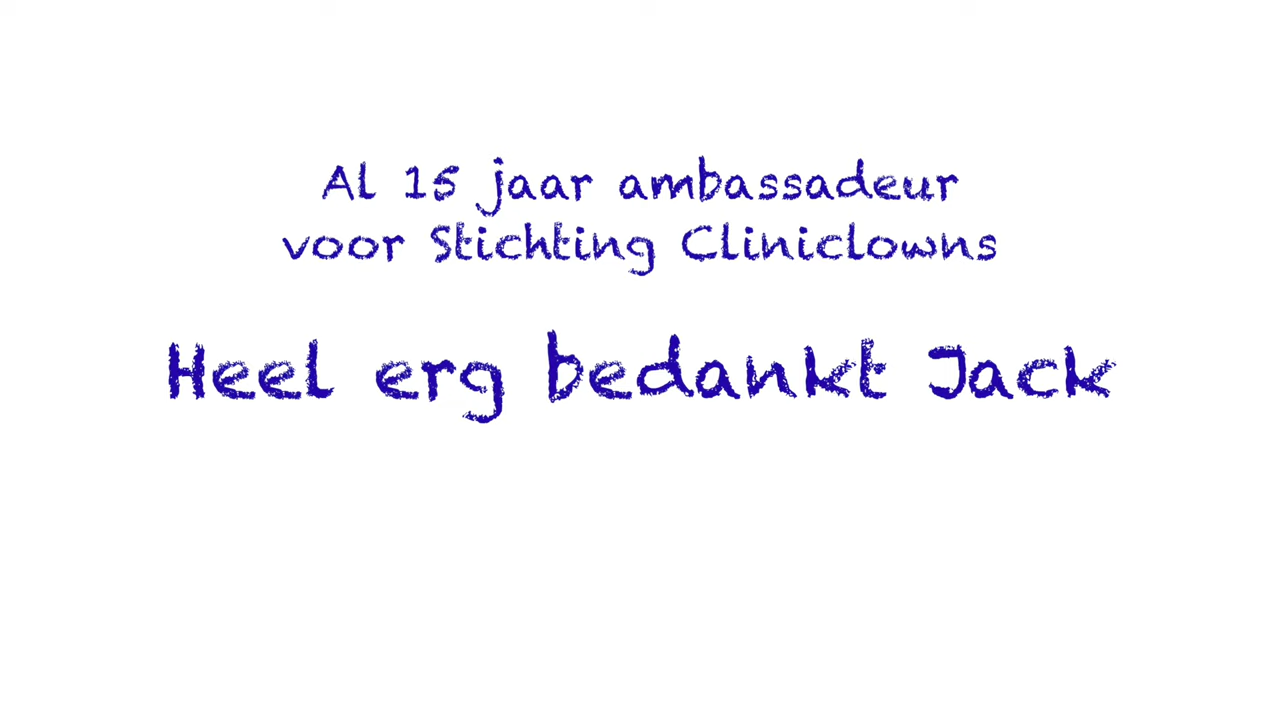 Al 15 jaar ambassadeur
voor Stichting Cliniclowns
Heel erg bedankt Jack